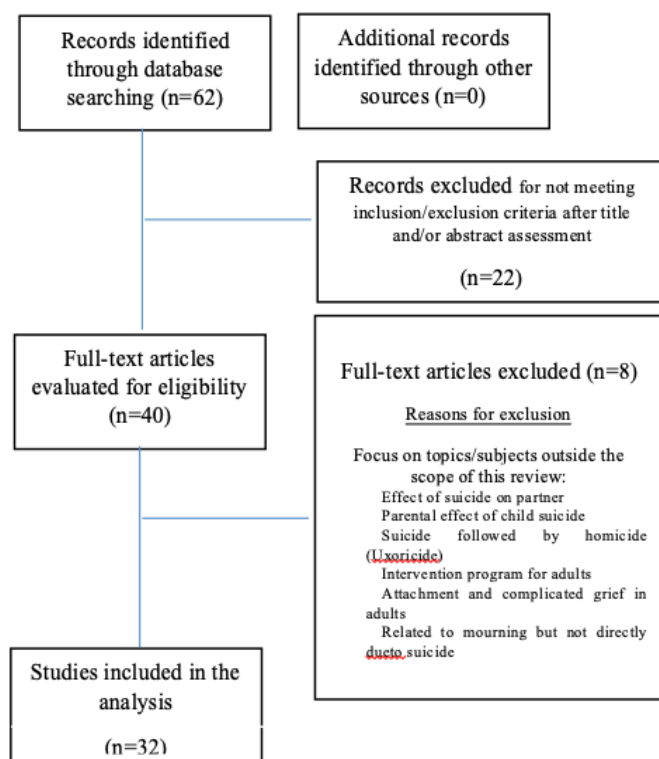 Records identified
through database
searching (n=62)
Additional records
identified through other
sources (n=0)
Records excluded for not meeting
inclusion/exclusion criteria after title
and/or abstract assessment
(n=22)
Full-text articles
evaluated for eligibility
(n=40)
Full-text articles excluded (n=8)
Reasons for exclusion
Focus on topics/subjects outside the
scope of this review:
Effect of suicide on partner
Parental effect of child suicide
Suicide followed by homicide
(Uxoricide)
Intervention program for adults
Attachment and complicated grief in
adults
Related to mourning but not directly
dueto suicide
Studies included in the
analysis
(n=32)